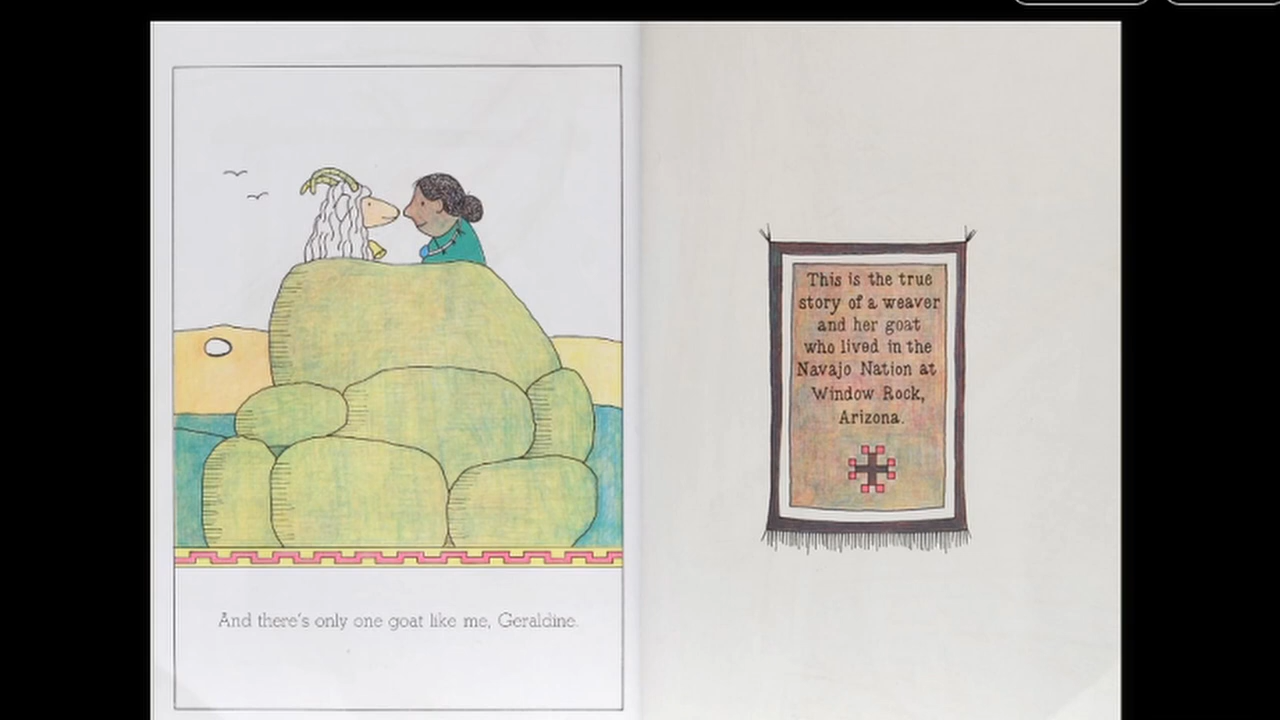 And there's only one goat like me, Geraldine.
This is the true
story of a weaver
and her goat
who lived in the
Navajo Nation at
Window Rock,
Arizona.